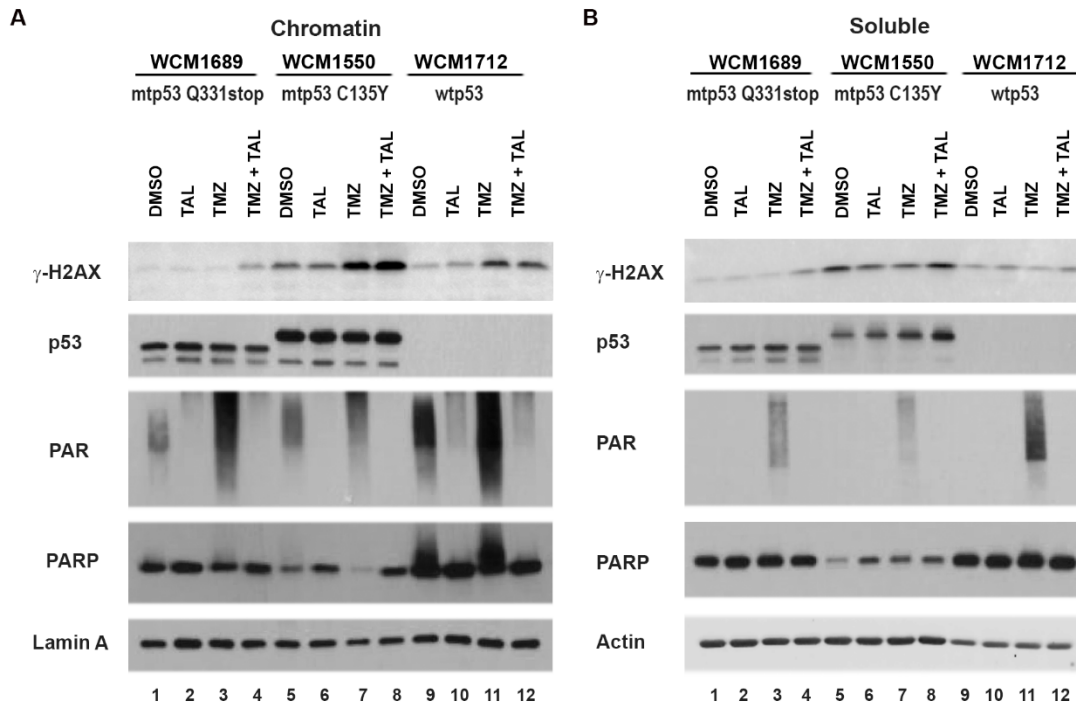 A
Chromatin
WCM1689 WCM1550 WCM1712
mtp53 Q331stop mtp53 C135Y wtp53
DMSO TAL TMZ TMZ + TAL DMSO TAL TMZ TMZ + TAL DMSO TAL TMZ TMZ + TAL
γ-H2AX
p53
PAR
PARP
Lamin A
1 2 3 4 5 6 7 8 9 10 11 12
B
Soluble
WCM1689 WCM1550 WCM1712
mtp53 Q331stop mtp53 C135Y wtp53
DMSO TAL TMZ TMZ + TAL DMSO TAL TMZ TMZ + TAL DMSO TAL TMZ TMZ + TAL
γ-H2AX
p53
PAR
PARP
Actin
1 2 3 4 5 6 7 8 9 10 11 12